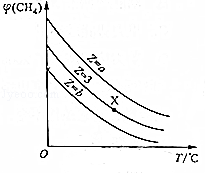 φ(CH₄)
Z=a
Z=3
X
Z=b
O
T/℃